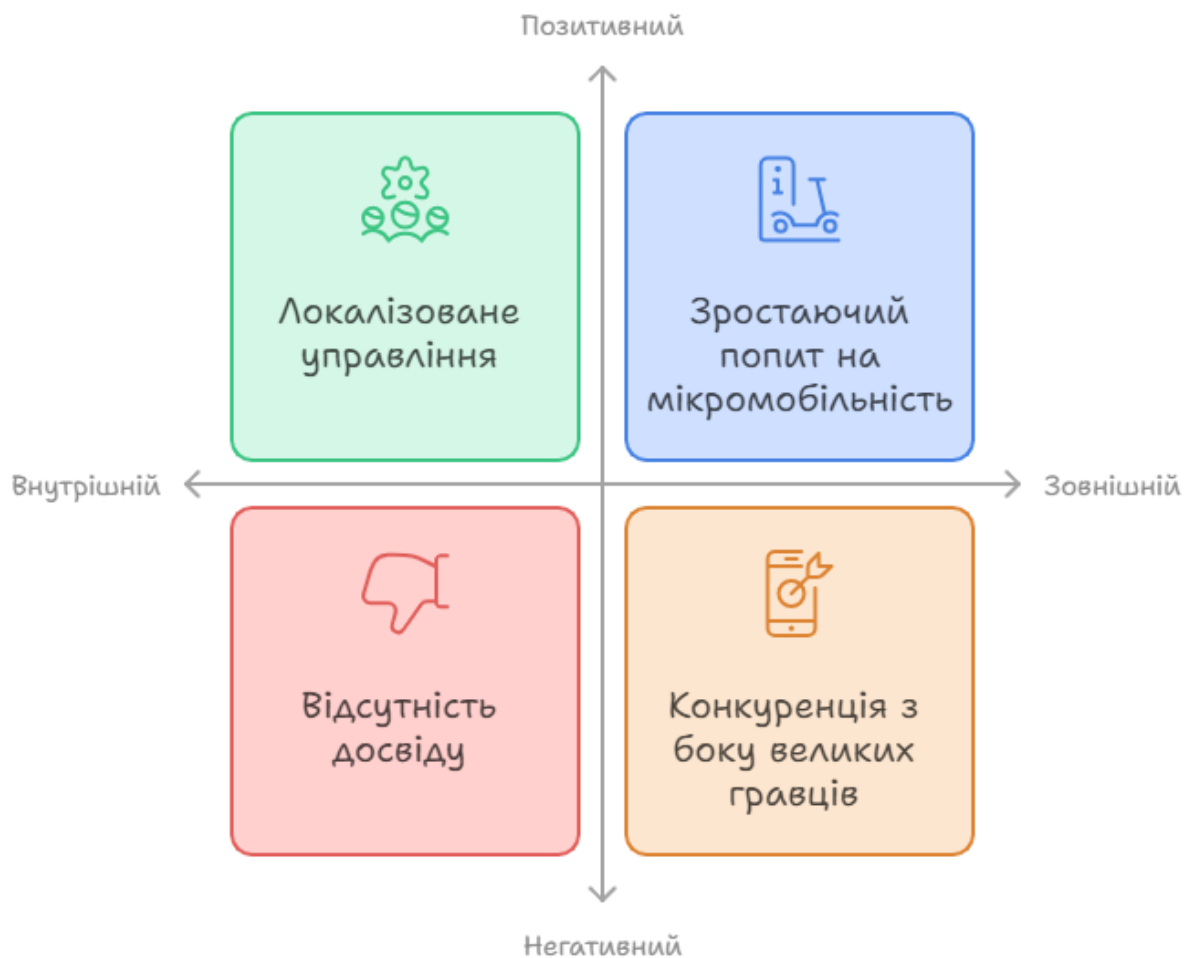 Позитивний
Локалізоване
управління
Зростаючий
попит на
мікромобільність
Внутрішній
Зовнішній
Відсутність
досвіду
Конкуренція з
боку великих
гравців
Негативний